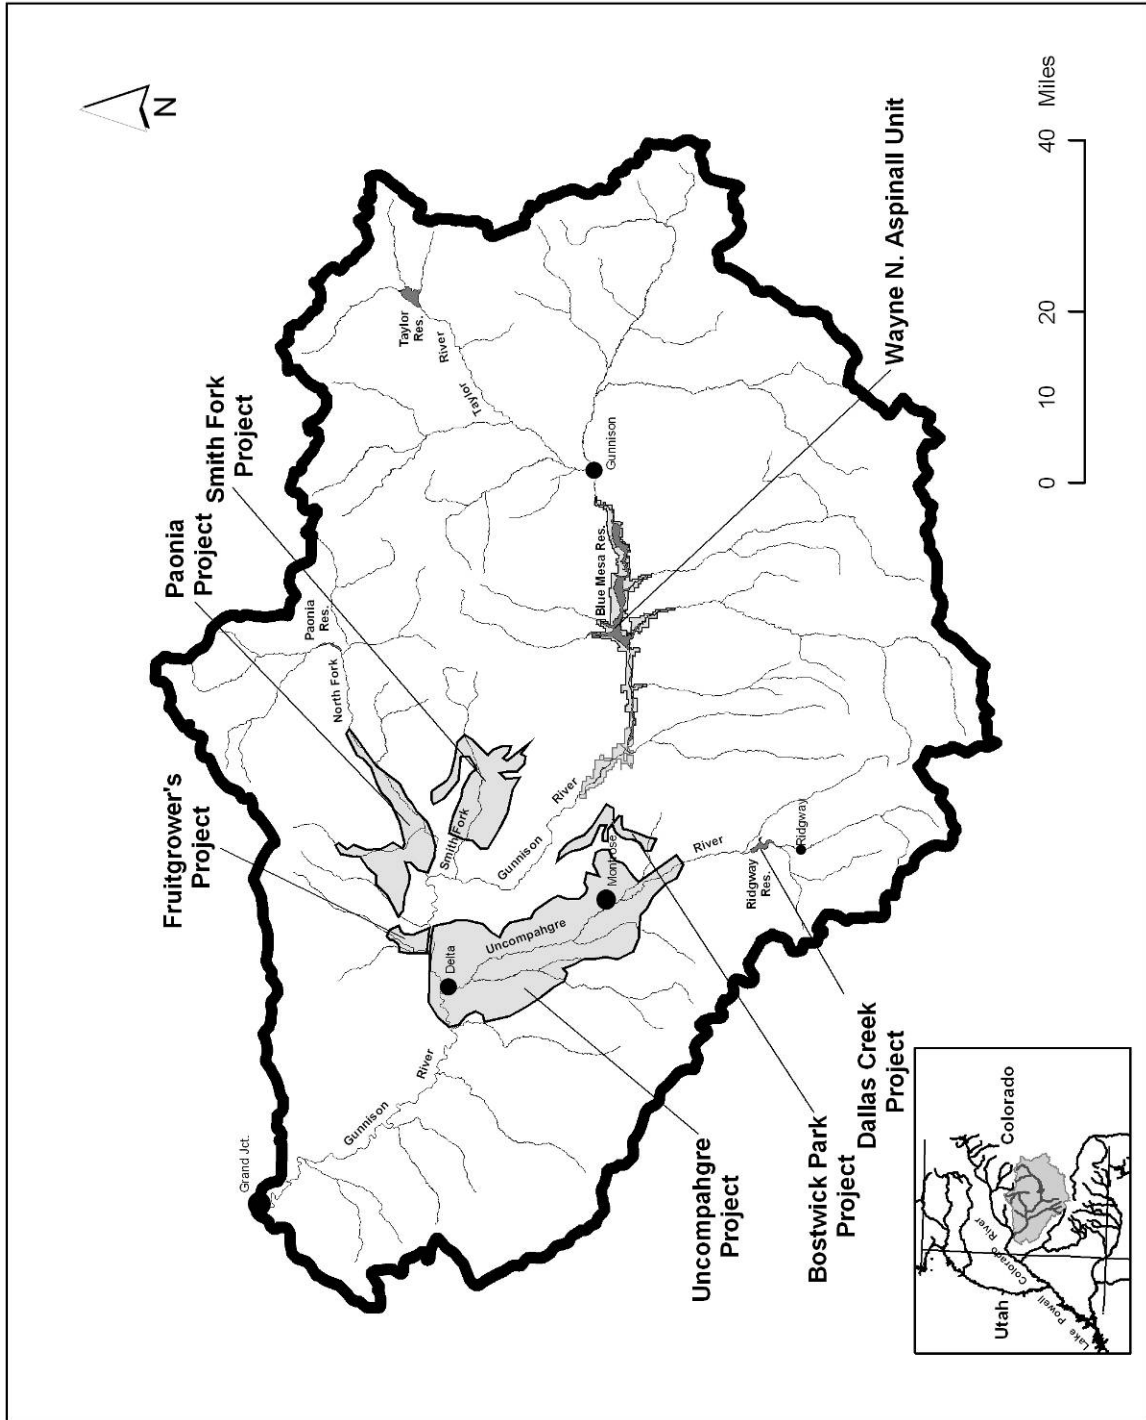 N
Grand Jct.
Fruitgrower's
Project
Paonia
Project
Smith Fork
Project
Gunnison
River
Delta
Uncompahgre
Montrose
River
Smith Fork
Gunnison
River
North Fork
Paonia
Res.
Taylor
Res.
Taylor
River
Gunnison
Blue Mesa Res.
Ridgway
Res.
Ridgway
Uncompahgre
Project
Bostwick Park
Project
Dallas Creek
Project
Wayne N. Aspinall Unit
0 10 20 40 Miles
Utah
Colorado
Colorado River
Lake Powell